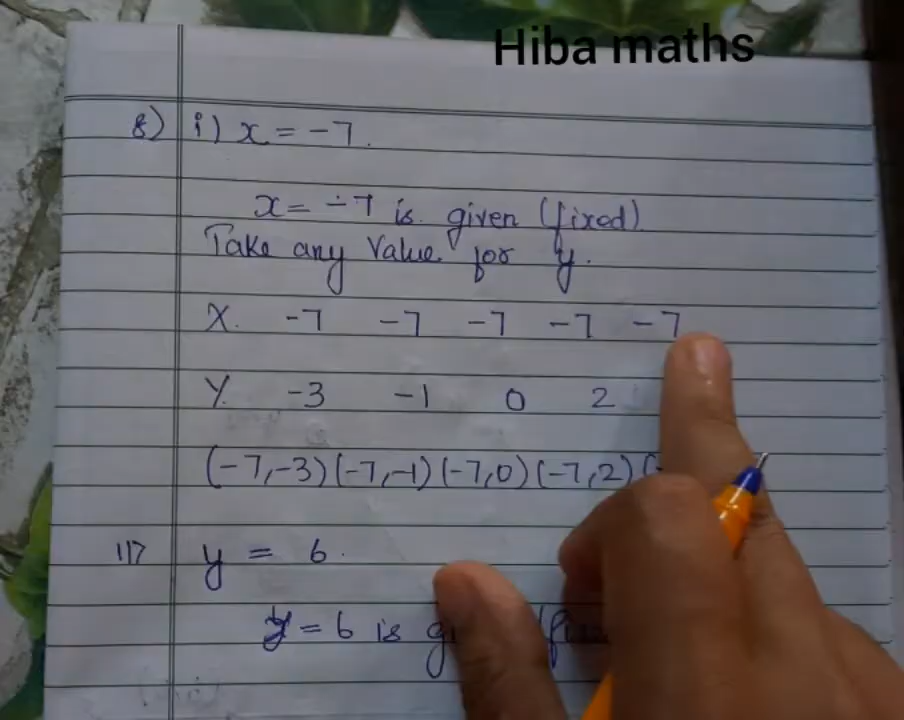 Hiba maths
8) i) x = -7.
x = -7 is given (fixed).
Take any Value for y.
X. -7 -7 -7 -7 -7
Y. -3 -1 0 2
(-7,-3) (-7,-1) (-7,0) (-7,2) (
ii) y = 6.
y = 6 is